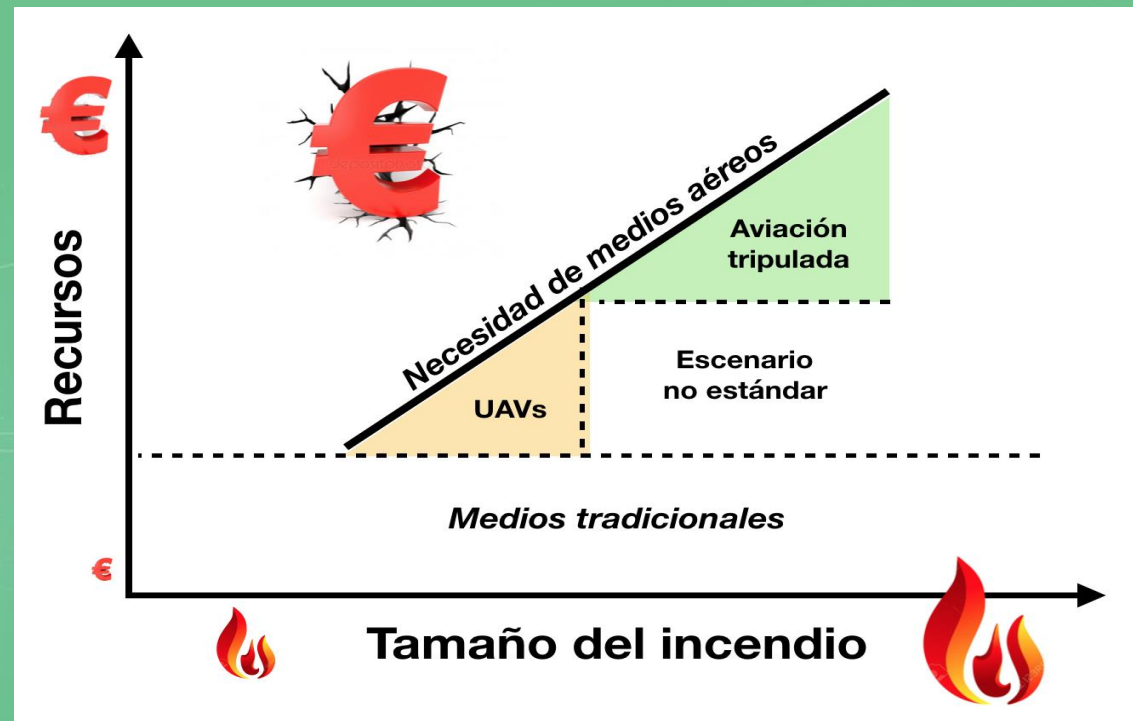 €
€
Recursos
Necesidad de medios aéreos
Aviación
tripulada
Escenario
no estándar
UAVs
Medios tradicionales
€
Tamaño del incendio